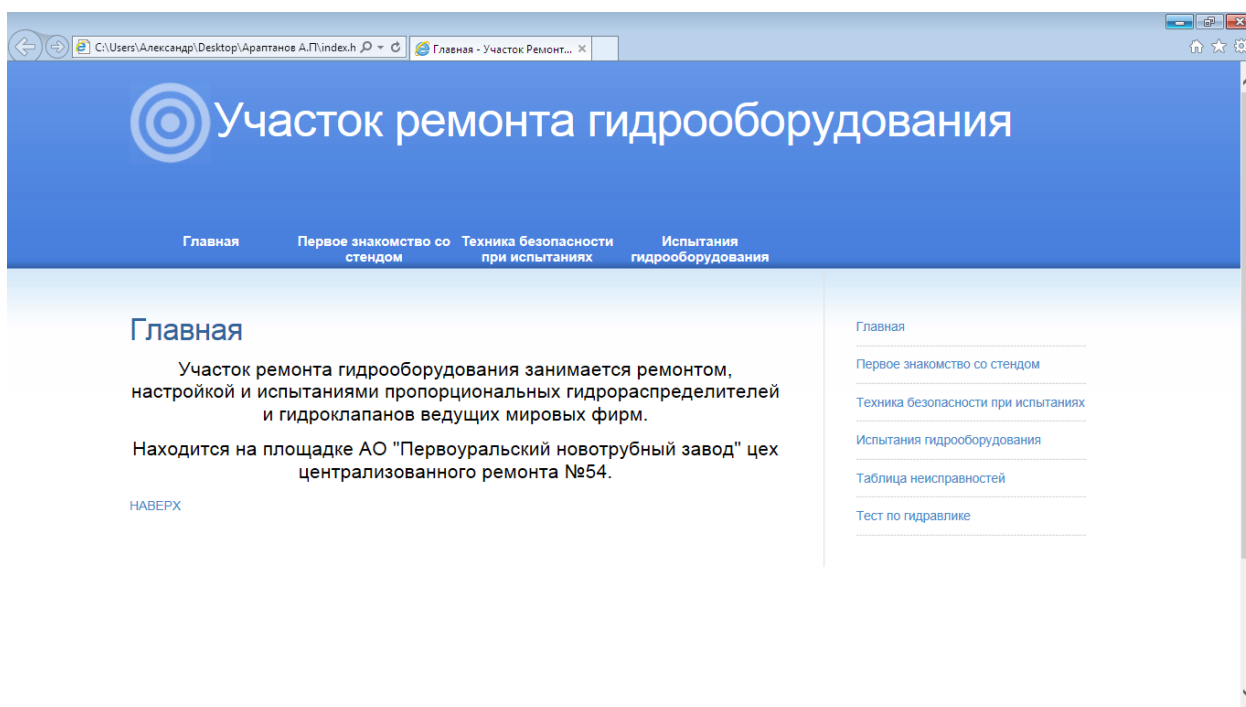 C:\Users\Александр\Desktop\Араптанов А.П\index.h
Главная - Участок Ремонт...
Участок ремонта гидрооборудования
Главная
Первое знакомство со
стендом
Техника безопасности
при испытаниях
Испытания
гидрооборудования
Главная
Участок ремонта гидрооборудования занимается ремонтом,
настройкой и испытаниями пропорциональных гидрораспределителей
и гидроклапанов ведущих мировых фирм.
Находится на площадке АО "Первоуральский новотрубный завод" цех
централизованного ремонта №54.
НАВЕРХ
Главная
Первое знакомство со стендом
Техника безопасности при испытаниях
Испытания гидрооборудования
Таблица неисправностей
Тест по гидравлике